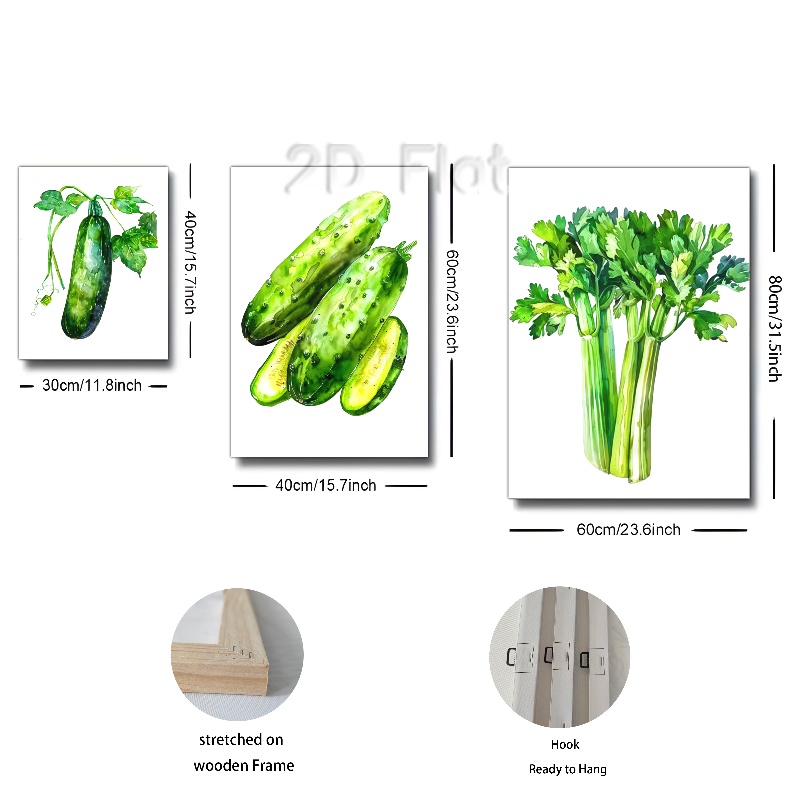 2D Flat
40cm/15.7inch
30cm/11.8inch
60cm/23.6inch
40cm/15.7inch
80cm/31.5inch
60cm/23.6inch
stretched on
wooden Frame
Hook
Ready to Hang